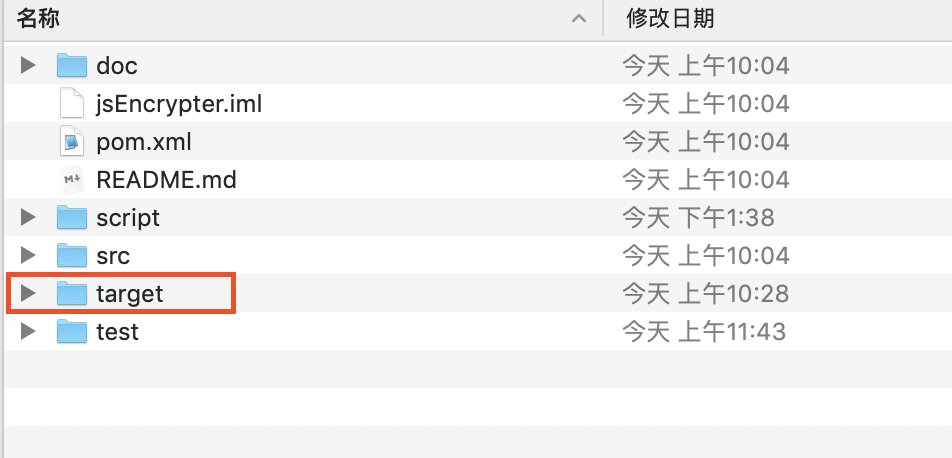 名称 修改日期
doc 今天 上午10:04
jsEncrypter.iml 今天 上午10:04
pom.xml 今天 上午10:04
README.md 今天 上午10:04
script 今天 下午1:38
src 今天 上午10:04
target 今天 上午10:28
test 今天 上午11:43